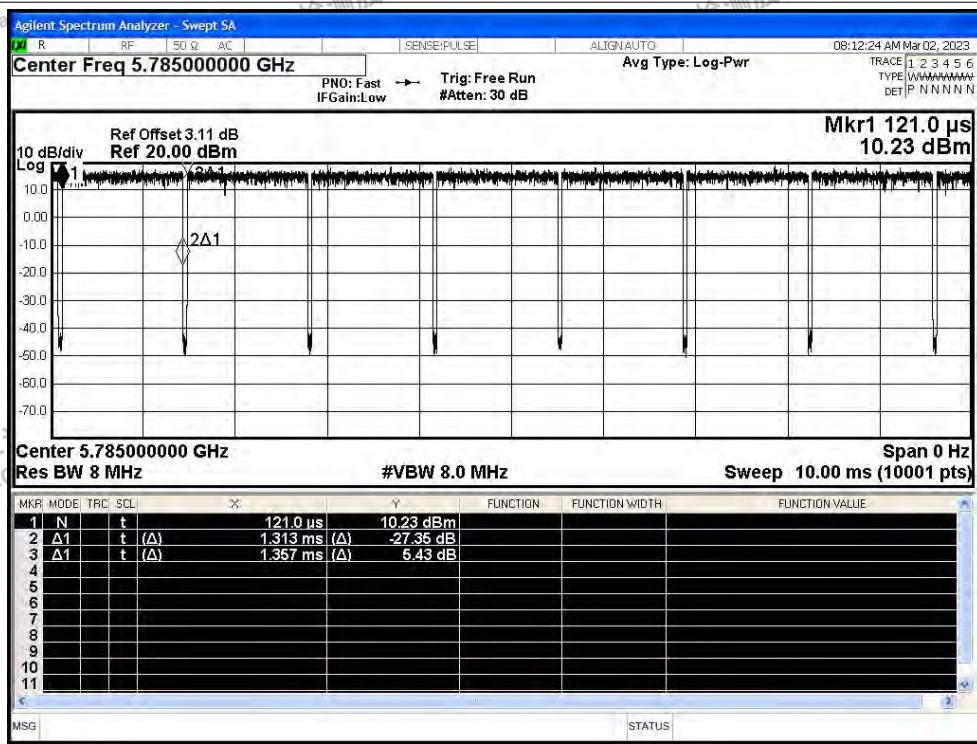 Agilent Spectrum Analyzer - Swept SA
R RF 50 Ω AC SENSE:PULSE ALIGN AUTO 08:12:24 AM Mar 02, 2023
Center Freq 5.785000000 GHz
PNO: Fast
IFGain:Low
Trig: Free Run
#Atten: 30 dB
Avg Type: Log-Pwr
TRACE 1 2 3 4 5 6
TYPE
DET P N N N N N
Mkr1 121.0 µs
10.23 dBm
Ref Offset 3.11 dB
10 dB/div Ref 20.00 dBm
Log
1
3Δ1
10.0
0.00
2Δ1
-10.0
-20.0
-30.0
-40.0
-50.0
-60.0
-70.0
Center 5.785000000 GHz Span 0 Hz
Res BW 8 MHz #VBW 8.0 MHz Sweep 10.00 ms (10001 pts)
MKR MODE TRC SCL X Y FUNCTION FUNCTION WIDTH FUNCTION VALUE
1 N t 121.0 µs 10.23 dBm
2 Δ1 t (Δ) 1.313 ms (Δ) -27.35 dB
3 Δ1 t (Δ) 1.357 ms (Δ) 5.43 dB
4
5
6
7
8
9
10
11
MSG STATUS